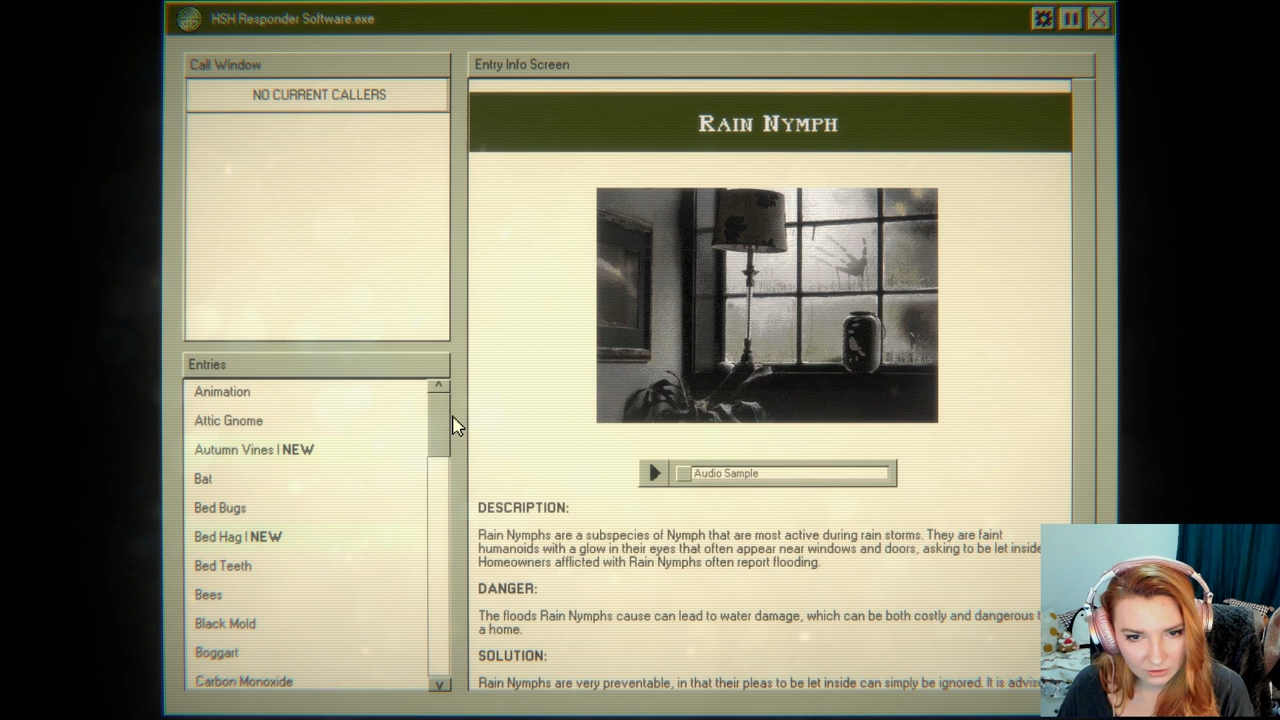 HSH Responder Software.exe
Call Window
NO CURRENT CALLERS
Entries
Animation
Attic Gnome
Autumn Vines | NEW
Bat
Bed Bugs
Bed Hag | NEW
Bed Teeth
Bees
Black Mold
Boggart
Carbon Monoxide
Entry Info Screen
RAIN NYMPH
Audio Sample
DESCRIPTION:
Rain Nymphs are a subspecies of Nymph that are most active during rain storms. They are faint
humanoids with a glow in their eyes that often appear near windows and doors, asking to be let inside
Homeowners afflicted with Rain Nymphs often report flooding.
DANGER:
The floods Rain Nymphs cause can lead to water damage, which can be both costly and dangerous t
a home.
SOLUTION:
Rain Nymphs are very preventable, in that their pleas to be let inside can simply be ignored. It is advis